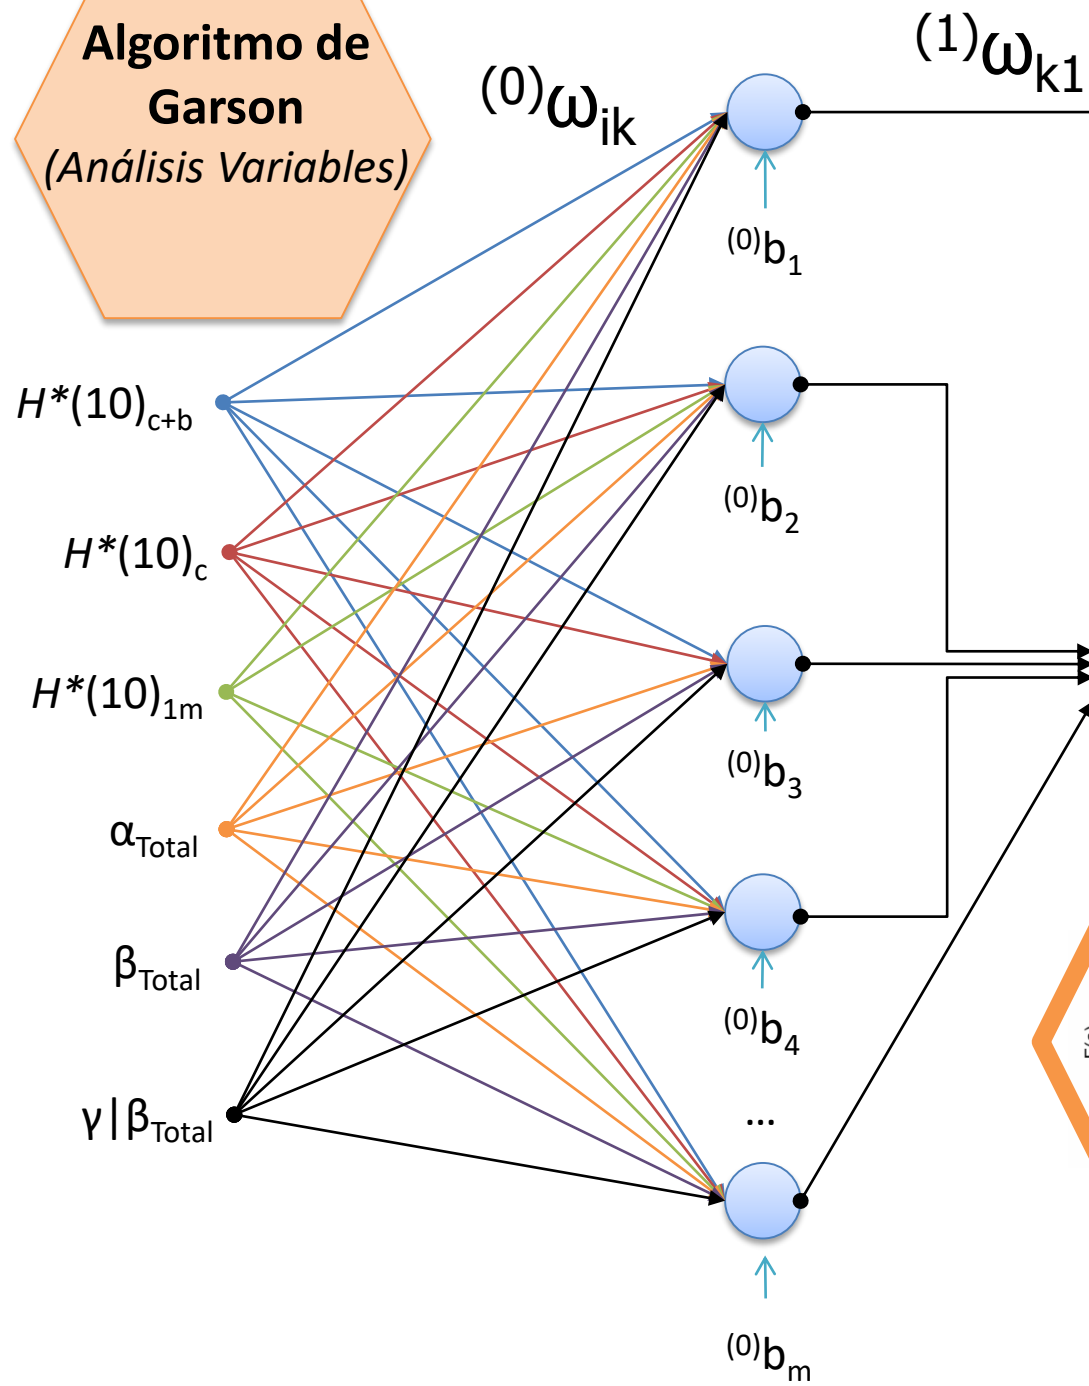 Algoritmo de
Garson
(Análisis Variables)
(0)ωik
(1)ωk1
(0)b1
H*(10)c+b
(0)b2
H*(10)c
H*(10)1m
(0)b3
αTotal
βTotal
(0)b4
γ|βTotal
...
(0)bm